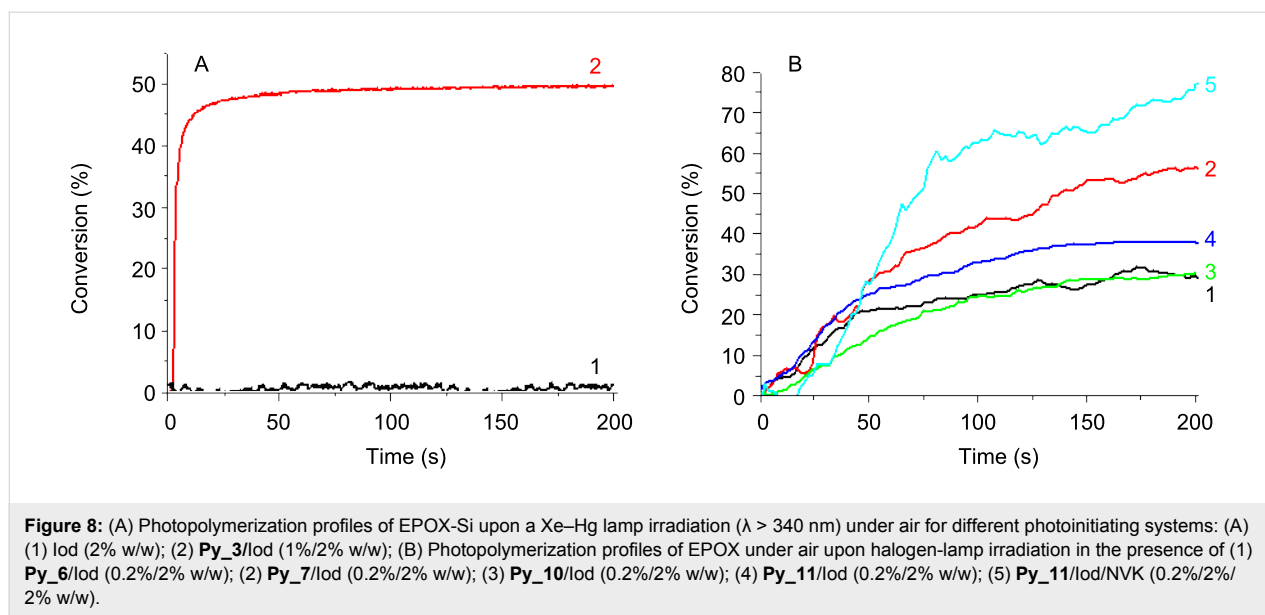 A
2
50
40
30
20
10
0
1
0 50 100 150 200
Conversion (%)
Time (s)
B
80
70
60
50
40
30
20
10
0
5
2
4
3
1
0 50 100 150 200
Conversion (%)
Time (s)
Figure 8: (A) Photopolymerization profiles of EPOX-Si upon a Xe–Hg lamp irradiation (λ > 340 nm) under air for different photoinitiating systems: (A)
(1) Iod (2% w/w); (2) Py_3/Iod (1%/2% w/w); (B) Photopolymerization profiles of EPOX under air upon halogen-lamp irradiation in the presence of (1)
Py_6/Iod (0.2%/2% w/w); (2) Py_7/Iod (0.2%/2% w/w); (3) Py_10/Iod (0.2%/2% w/w); (4) Py_11/Iod (0.2%/2% w/w); (5) Py_11/Iod/NVK (0.2%/2%/
2% w/w).